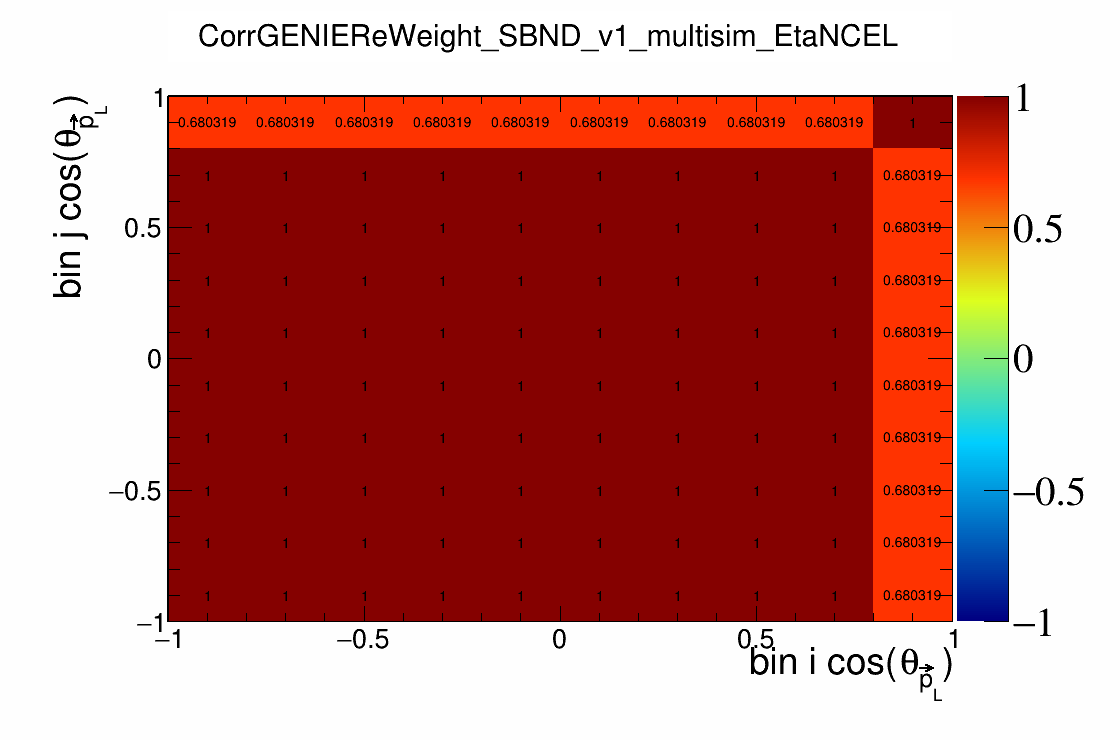 CorrGENIEReWeight_SBND_v1_multisim_EtaNCEL
bin j cos(θp⃗L)
1
0.5
0
−0.5
−1
0.680319 0.680319 0.680319 0.680319 0.680319 0.680319 0.680319 0.680319 0.680319 1
1 1 1 1 1 1 1 1 1 0.680319
1 1 1 1 1 1 1 1 1 0.680319
1 1 1 1 1 1 1 1 1 0.680319
1 1 1 1 1 1 1 1 1 0.680319
1 1 1 1 1 1 1 1 1 0.680319
1 1 1 1 1 1 1 1 1 0.680319
1 1 1 1 1 1 1 1 1 0.680319
1 1 1 1 1 1 1 1 1 0.680319
1 1 1 1 1 1 1 1 1 0.680319
−1 −0.5 0 0.5 1
bin i cos(θp⃗L)
1
0.5
0
−0.5
−1